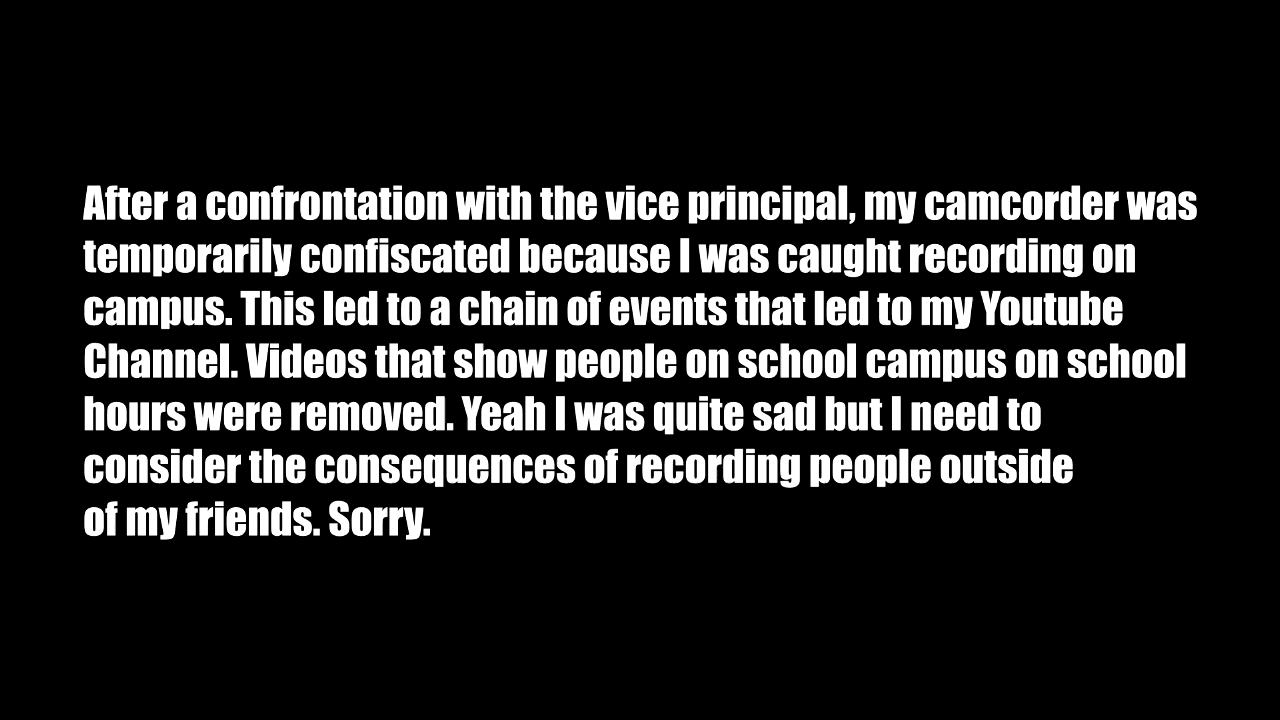 After a confrontation with the vice principal, my camcorder was
temporarily confiscated because I was caught recording on
campus. This led to a chain of events that led to my Youtube
Channel. Videos that show people on school campus on school
hours were removed. Yeah I was quite sad but I need to
consider the consequences of recording people outside
of my friends. Sorry.